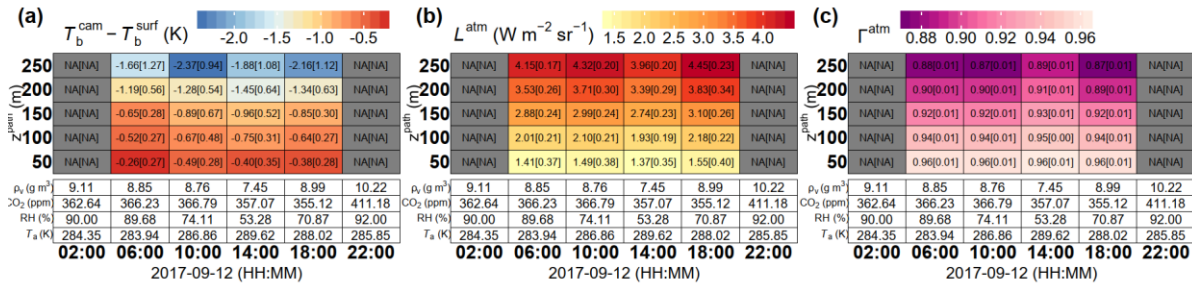 (a) T_b^cam − T_b^surf (K) -2.0 -1.5 -1.0 -0.5
250 NA[NA] -1.66[1.27] -2.37[0.94] -1.88[1.08] -2.16[1.12] NA[NA]
200 NA[NA] -1.19[0.56] -1.28[0.54] -1.45[0.64] -1.34[0.63] NA[NA]
150 NA[NA] -0.65[0.28] -0.89[0.67] -0.96[0.52] -0.85[0.30] NA[NA]
100 NA[NA] -0.52[0.27] -0.67[0.48] -0.75[0.31] -0.64[0.27] NA[NA]
50 NA[NA] -0.26[0.27] -0.49[0.28] -0.40[0.35] -0.38[0.28] NA[NA]
z^path (m)
ρ_v (g m³) 9.11 8.85 8.76 7.45 8.99 10.22
CO₂ (ppm) 362.64 366.23 366.79 357.07 355.12 411.18
RH (%) 90.00 89.68 74.11 53.28 70.87 92.00
T_a (K) 284.35 283.94 286.86 289.62 288.02 285.85
02:00 06:00 10:00 14:00 18:00 22:00
2017-09-12 (HH:MM)
(b) L^atm (W m⁻² sr⁻¹) 1.5 2.0 2.5 3.0 3.5 4.0
250 NA[NA] 4.15[0.17] 4.32[0.20] 3.96[0.20] 4.45[0.23] NA[NA]
200 NA[NA] 3.53[0.26] 3.71[0.30] 3.39[0.29] 3.83[0.34] NA[NA]
150 NA[NA] 2.88[0.24] 2.99[0.24] 2.74[0.23] 3.10[0.26] NA[NA]
100 NA[NA] 2.01[0.21] 2.10[0.21] 1.93[0.19] 2.18[0.22] NA[NA]
50 NA[NA] 1.41[0.37] 1.49[0.38] 1.37[0.35] 1.55[0.40] NA[NA]
z^path (m)
ρ_v (g m³) 9.11 8.85 8.76 7.45 8.99 10.22
CO₂ (ppm) 362.64 366.23 366.79 357.07 355.12 411.18
RH (%) 90.00 89.68 74.11 53.28 70.87 92.00
T_a (K) 284.35 283.94 286.86 289.62 288.02 285.85
02:00 06:00 10:00 14:00 18:00 22:00
2017-09-12 (HH:MM)
(c) Γ^atm 0.88 0.90 0.92 0.94 0.96
250 NA[NA] 0.88[0.01] 0.87[0.01] 0.89[0.01] 0.87[0.01] NA[NA]
200 NA[NA] 0.90[0.01] 0.90[0.01] 0.91[0.01] 0.89[0.01] NA[NA]
150 NA[NA] 0.92[0.01] 0.92[0.01] 0.93[0.01] 0.92[0.01] NA[NA]
100 NA[NA] 0.94[0.01] 0.94[0.01] 0.95[0.00] 0.94[0.01] NA[NA]
50 NA[NA] 0.96[0.01] 0.96[0.01] 0.96[0.01] 0.96[0.01] NA[NA]
z^path (m)
ρ_v (g m³) 9.11 8.85 8.76 7.45 8.99 10.22
CO₂ (ppm) 362.64 366.23 366.79 357.07 355.12 411.18
RH (%) 90.00 89.68 74.11 53.28 70.87 92.00
T_a (K) 284.35 283.94 286.86 289.62 288.02 285.85
02:00 06:00 10:00 14:00 18:00 22:00
2017-09-12 (HH:MM)